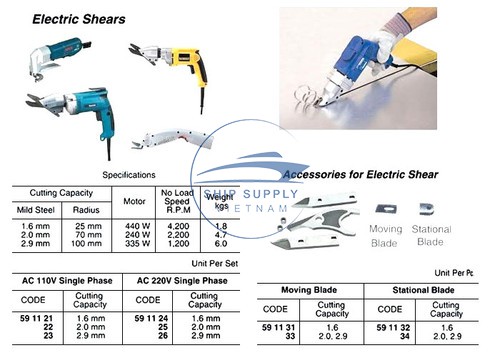 Electric Shears
Specifications
Cutting Capacity Motor No Load Speed R.P.M Weight kgs
Mild Steel Radius
1.6 mm 25 mm 440 W 4,200 1.8
2.0 mm 70 mm 240 W 2,200 4.7
2.9 mm 100 mm 335 W 1,200 6.0
SHIP SUPPLY
VIETNAM
Accessories for Electric Shear
Moving Blade
Stational Blade
Unit Per Set
AC 110V Single Phase AC 220V Single Phase
CODE Cutting Capacity CODE Cutting Capacity
59 11 21 1.6 mm 59 11 24 1.6 mm
22 2.0 mm 25 2.0 mm
23 2.9 mm 26 2.9 mm
Unit Per Pc
Moving Blade Stational Blade
CODE Cutting Capacity CODE Cutting Capacity
59 11 31 1.6 59 11 32 1.6
33 2.0, 2.9 34 2.0, 2.9